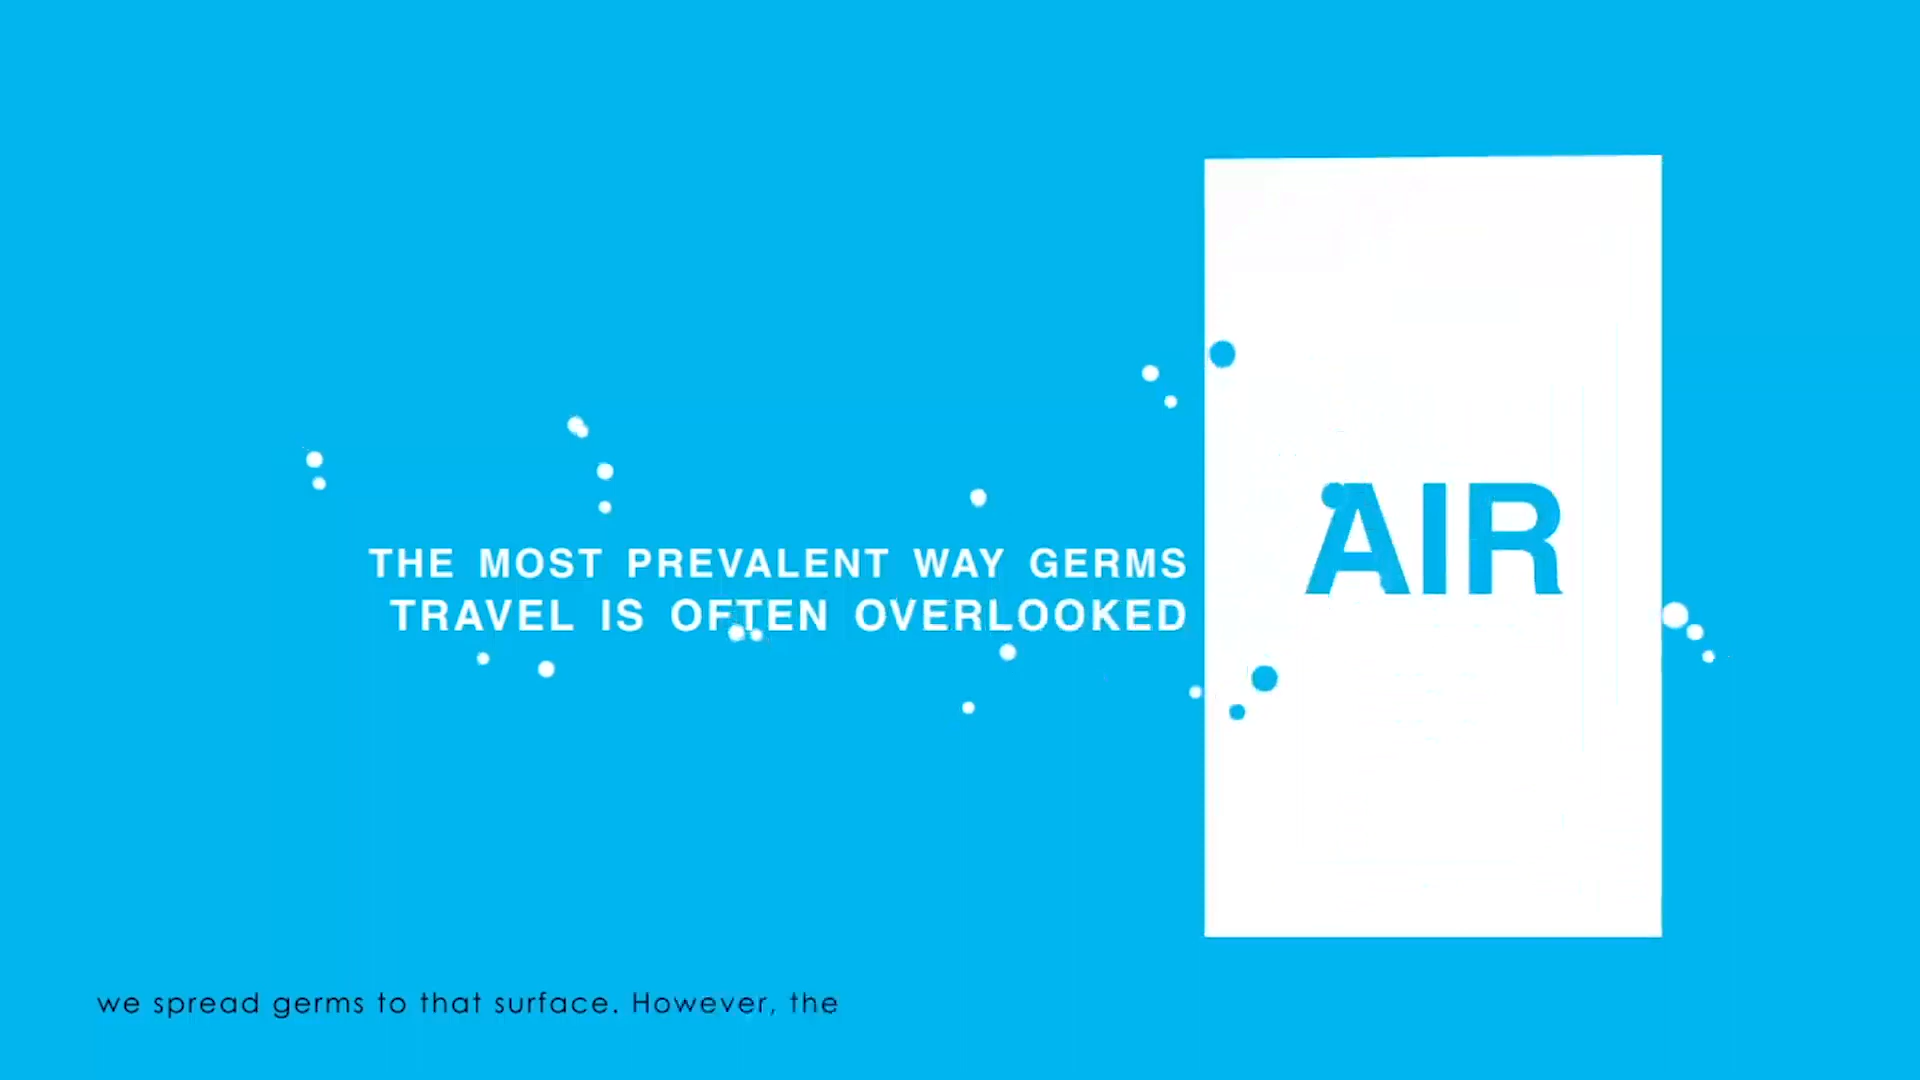 THE MOST PREVALENT WAY GERMS
TRAVEL IS OFTEN OVERLOOKED
AIR
we spread germs to that surface. However, the